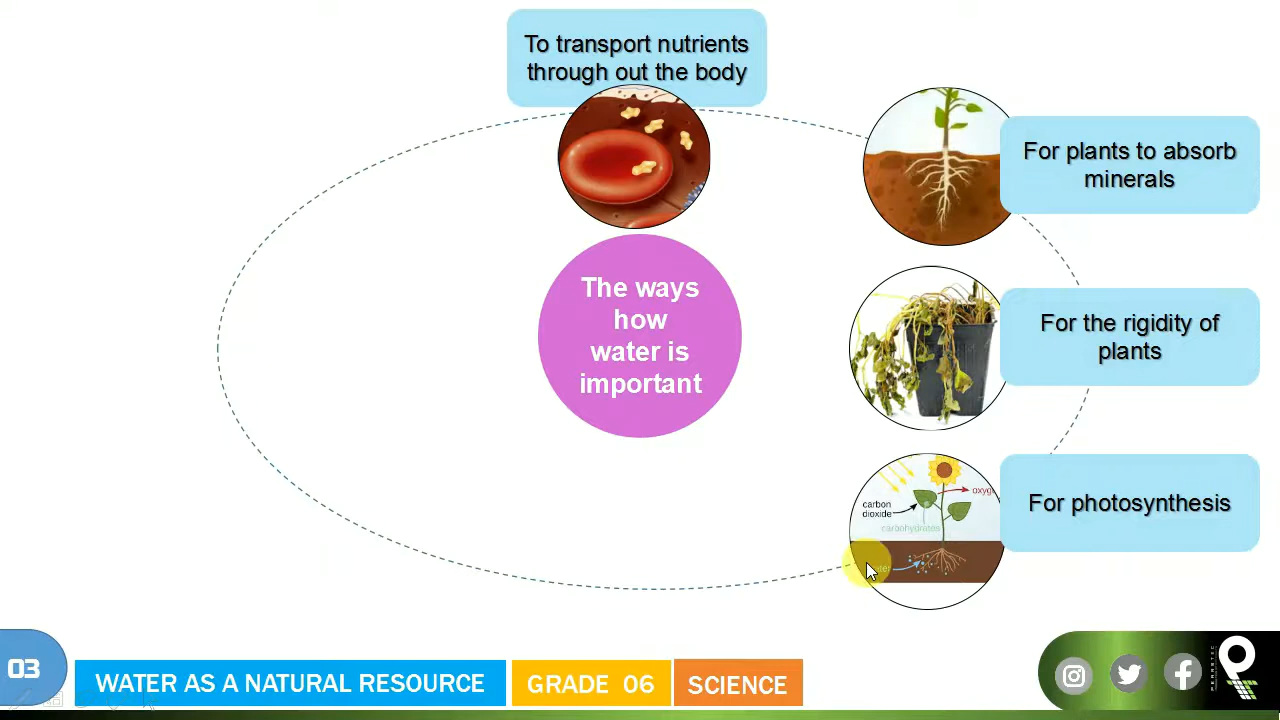 To transport nutrients
through out the body
For plants to absorb
minerals
The ways
how
water is
important
For the rigidity of
plants
carbon
dioxide
carbohydrates
For photosynthesis
03
WATER AS A NATURAL RESOURCE
GRADE 06
SCIENCE